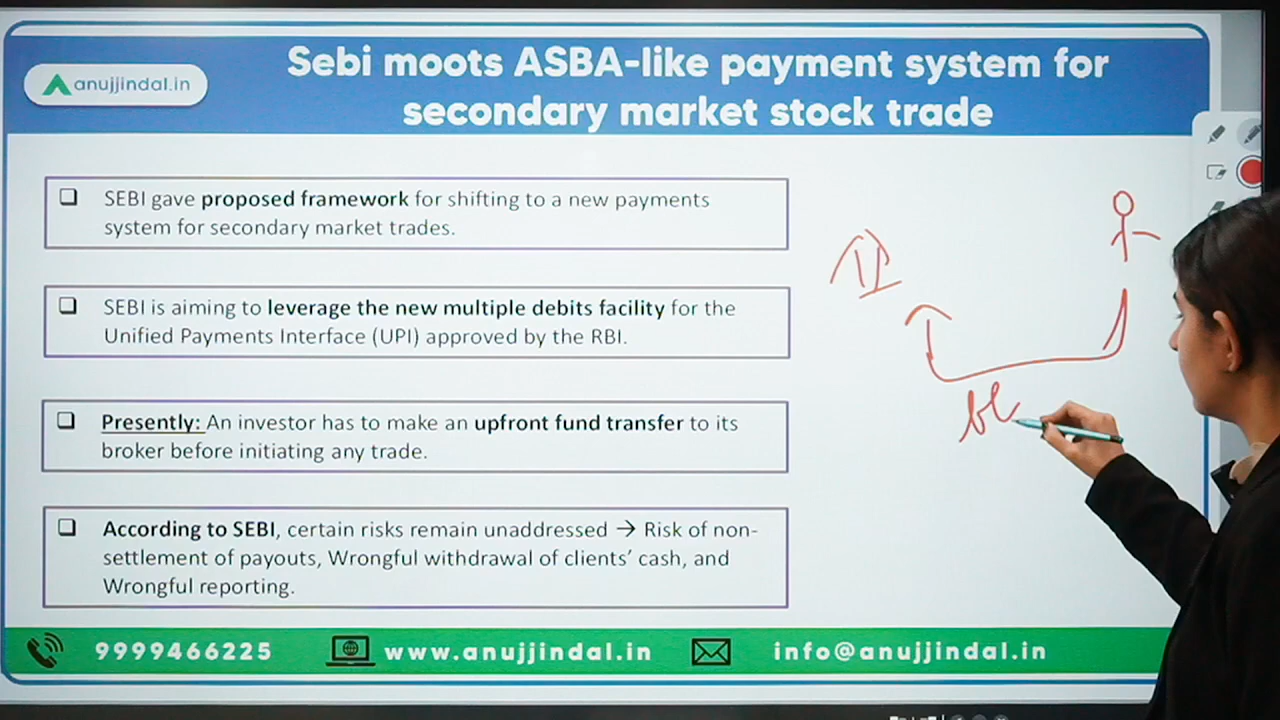 anujjindal.in
Sebi moots ASBA-like payment system for
secondary market stock trade
SEBI gave proposed framework for shifting to a new payments
system for secondary market trades.
SEBI is aiming to leverage the new multiple debits facility for the
Unified Payments Interface (UPI) approved by the RBI.
Presently: An investor has to make an upfront fund transfer to its
broker before initiating any trade.
According to SEBI, certain risks remain unaddressed → Risk of non-
settlement of payouts, Wrongful withdrawal of clients’ cash, and
Wrongful reporting.
9999466225 www.anujjindal.in info@anujjindal.in